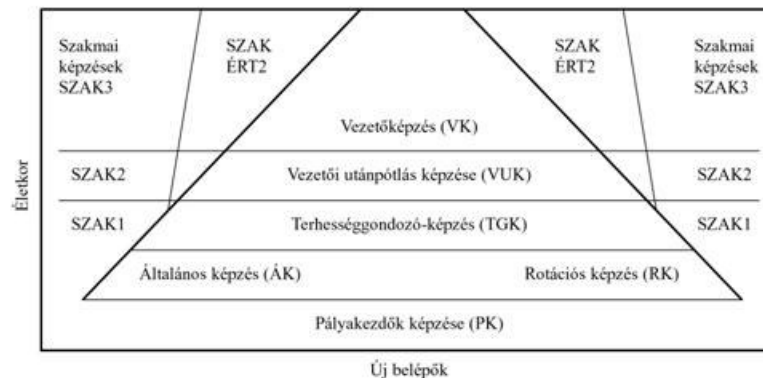 Szakmai
képzések
SZAK3
SZAK
ÉRT2
SZAK
ÉRT2
Szakmai
képzések
SZAK3
Vezetőképzés (VK)
SZAK2
Vezetői utánpótlás képzése (VUK)
SZAK2
SZAK1
Terhességgondozó-képzés (TGK)
SZAK1
Általános képzés (ÁK)
Rotációs képzés (RK)
Pályakezdők képzése (PK)
Életkor
Új belépők